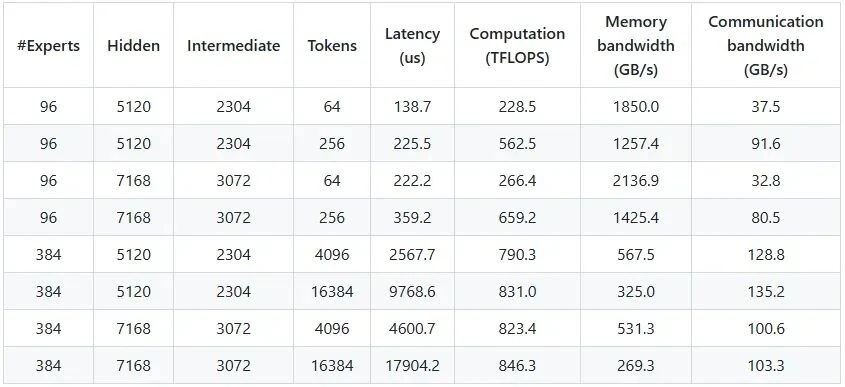 #Experts Hidden Intermediate Tokens Latency (us) Computation (TFLOPS) Memory bandwidth (GB/s) Communication bandwidth (GB/s)
96 5120 2304 64 138.7 228.5 1850.0 37.5
96 5120 2304 256 225.5 562.5 1257.4 91.6
96 7168 3072 64 222.2 266.4 2136.9 32.8
96 7168 3072 256 359.2 659.2 1425.4 80.5
384 5120 2304 4096 2567.7 790.3 567.5 128.8
384 5120 2304 16384 9768.6 831.0 325.0 135.2
384 7168 3072 4096 4600.7 823.4 531.3 100.6
384 7168 3072 16384 17904.2 846.3 269.3 103.3